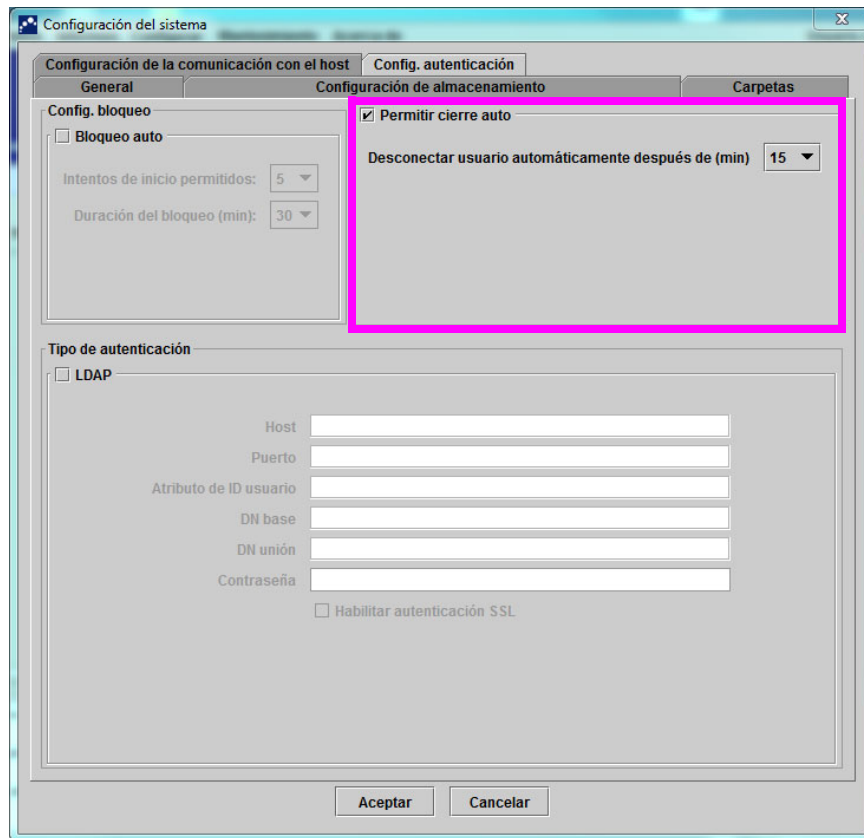 Configuración del sistema
Configuración de la comunicación con el host
Config. autenticación
General
Configuración de almacenamiento
Carpetas
Config. bloqueo
Bloqueo auto
Intentos de inicio permitidos: 5
Duración del bloqueo (min): 30
Permitir cierre auto
Desconectar usuario automáticamente después de (min) 15
Tipo de autenticación
LDAP
Host
Puerto
Atributo de ID usuario
DN base
DN unión
Contraseña
Habilitar autenticación SSL
Aceptar
Cancelar